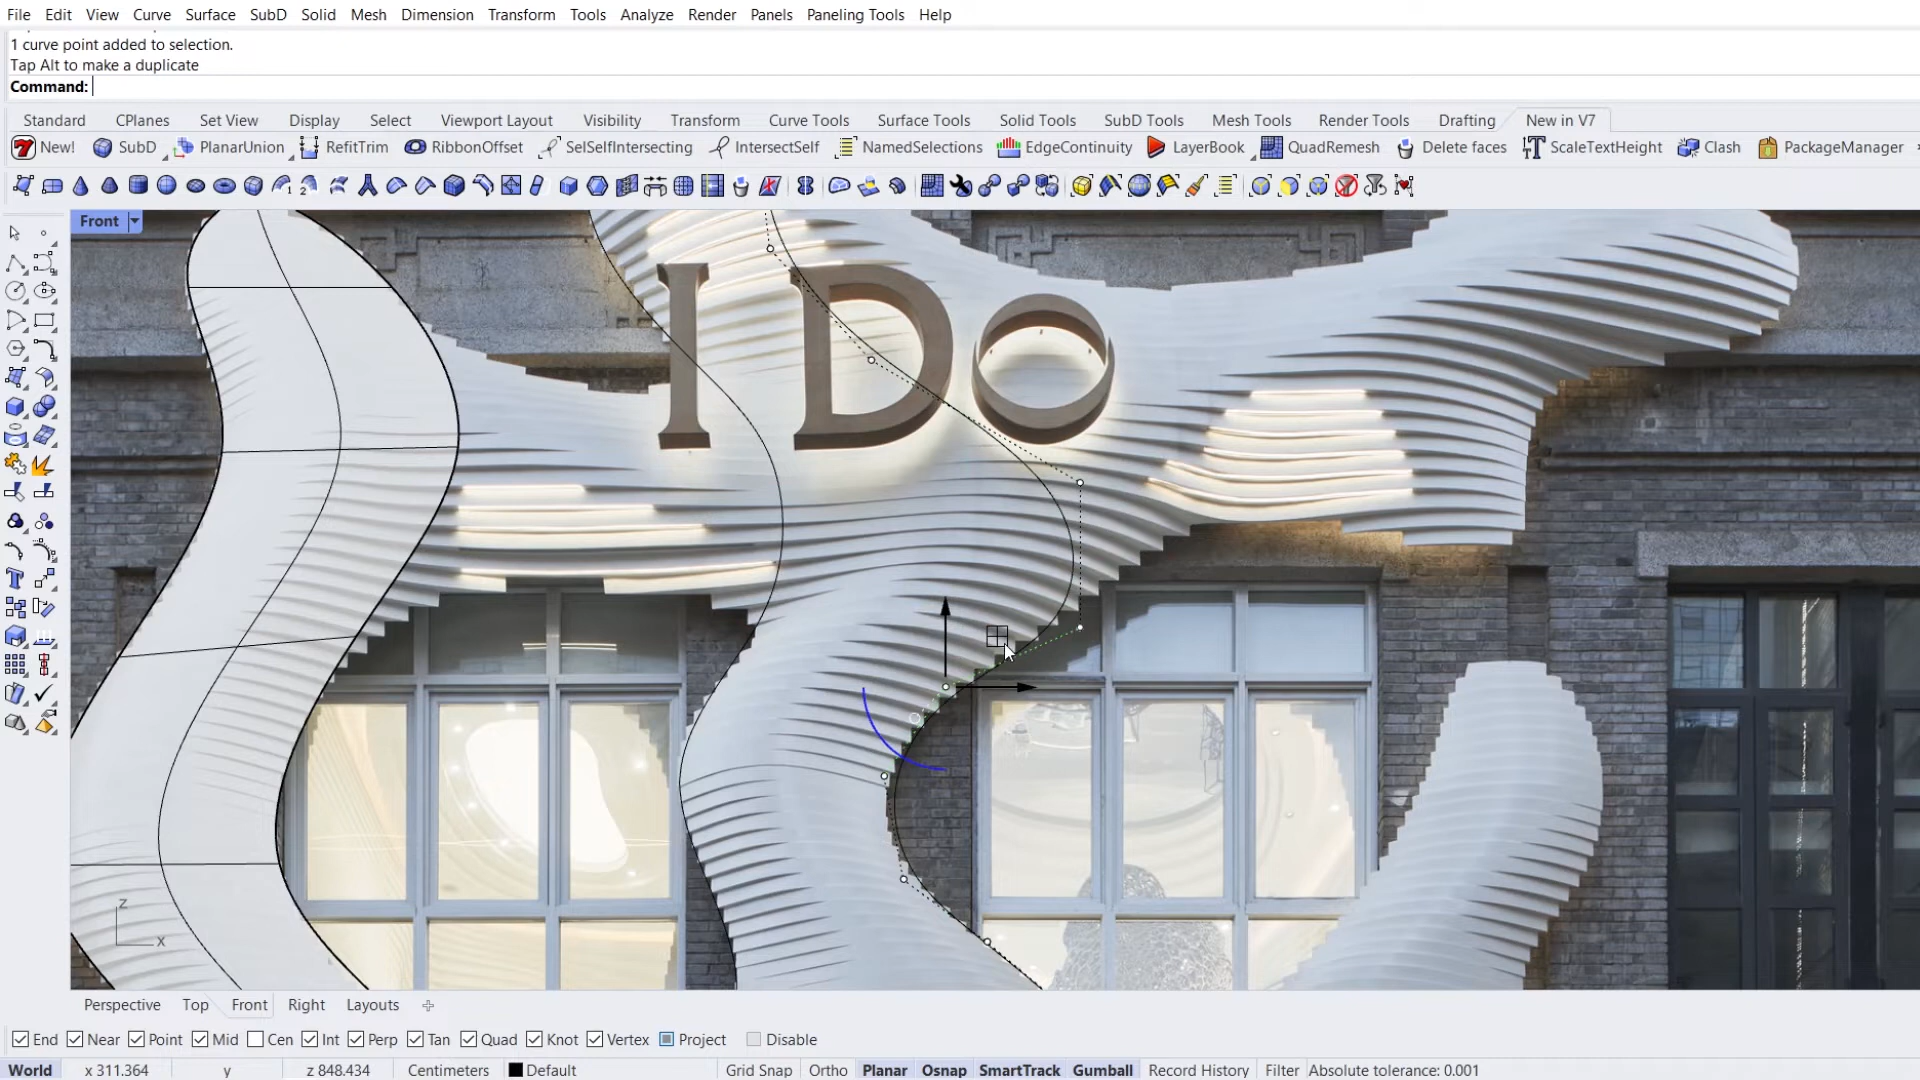 File Edit View Curve Surface SubD Solid Mesh Dimension Transform Tools Analyze Render Panels Paneling Tools Help
1 curve point added to selection.
Tap Alt to make a duplicate
Command:
Standard CPlanes Set View Display Select Viewport Layout Visibility Transform Curve Tools Surface Tools Solid Tools SubD Tools Mesh Tools Render Tools Drafting New in V7
7 New! SubD PlanarUnion RefitTrim RibbonOffset SelSelfIntersecting IntersectSelf NamedSelections EdgeContinuity LayerBook QuadRemesh Delete faces ScaleTextHeight Clash PackageManager
Front
I Do
z
x
Perspective Top Front Right Layouts
End Near Point Mid Cen Int Perp Tan Quad Knot Vertex Project Disable
World x 311.364 y z 848.434 Centimeters Default Grid Snap Ortho Planar Osnap SmartTrack Gumball Record History Filter Absolute tolerance: 0.001